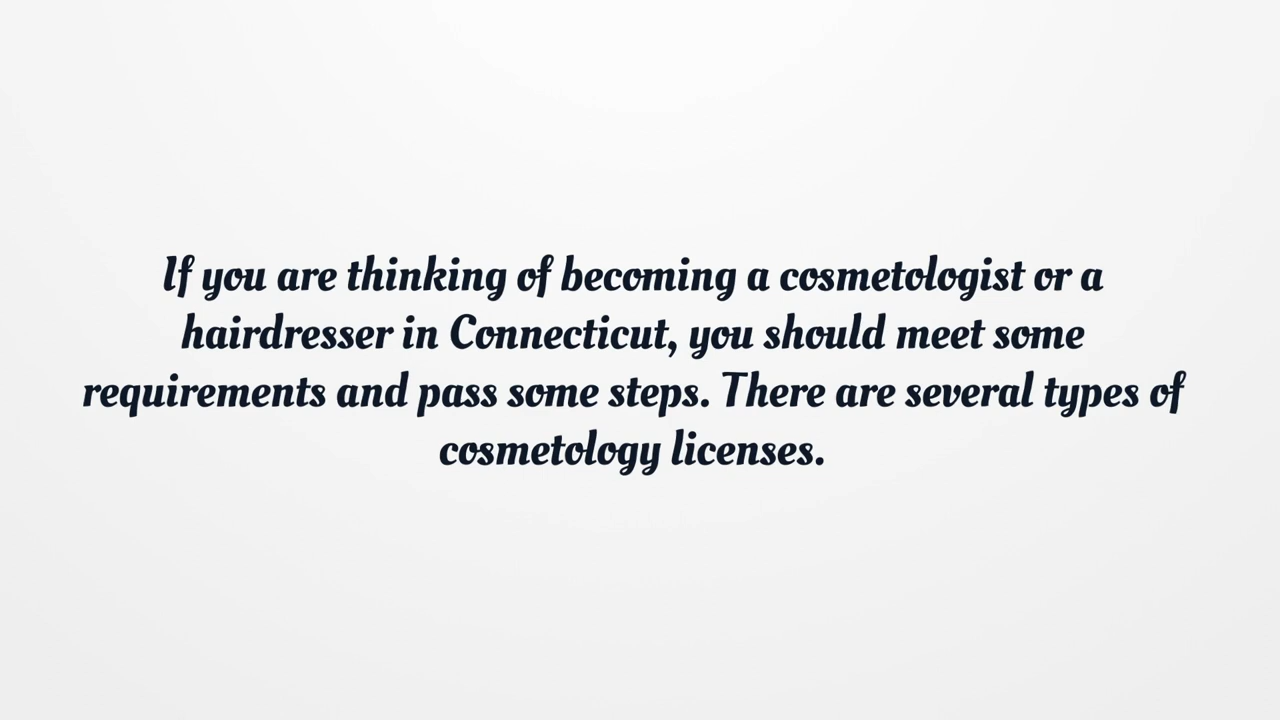 If you are thinking of becoming a cosmetologist or a
hairdresser in Connecticut, you should meet some
requirements and pass some steps. There are several types of
cosmetology licenses.